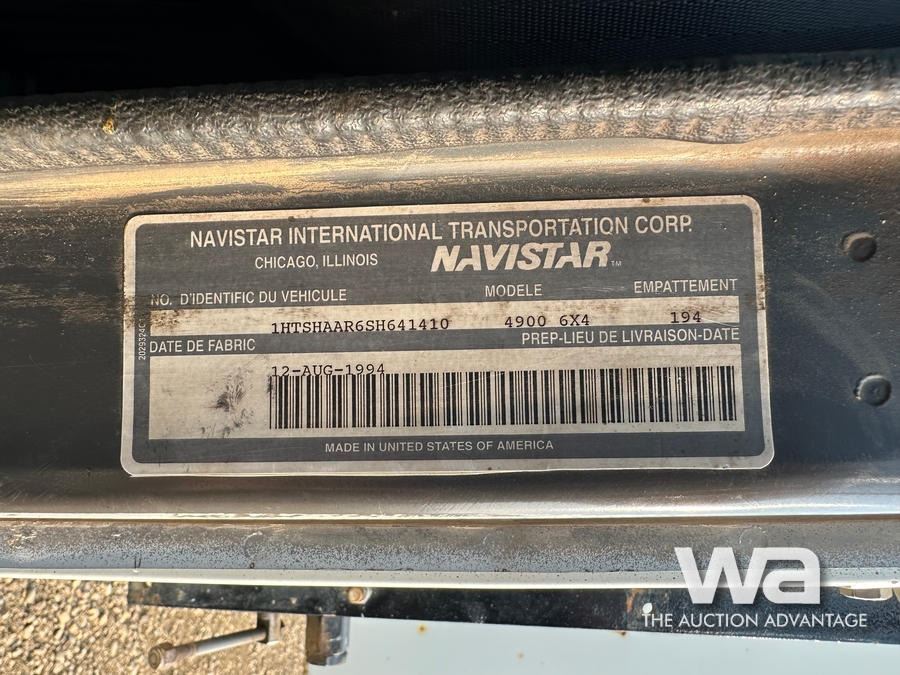 NAVISTAR INTERNATIONAL TRANSPORTATION CORP.
CHICAGO, ILLINOIS NAVISTAR TM
NO. D'IDENTIFIC DU VEHICULE MODELE EMPATTEMENT
1HTSHAAR6SH641410 4900 6X4 194
DATE DE FABRIC PREP-LIEU DE LIVRAISON-DATE
12-AUG-1994
MADE IN UNITED STATES OF AMERICA
2029324C
wa
THE AUCTION ADVANTAGE